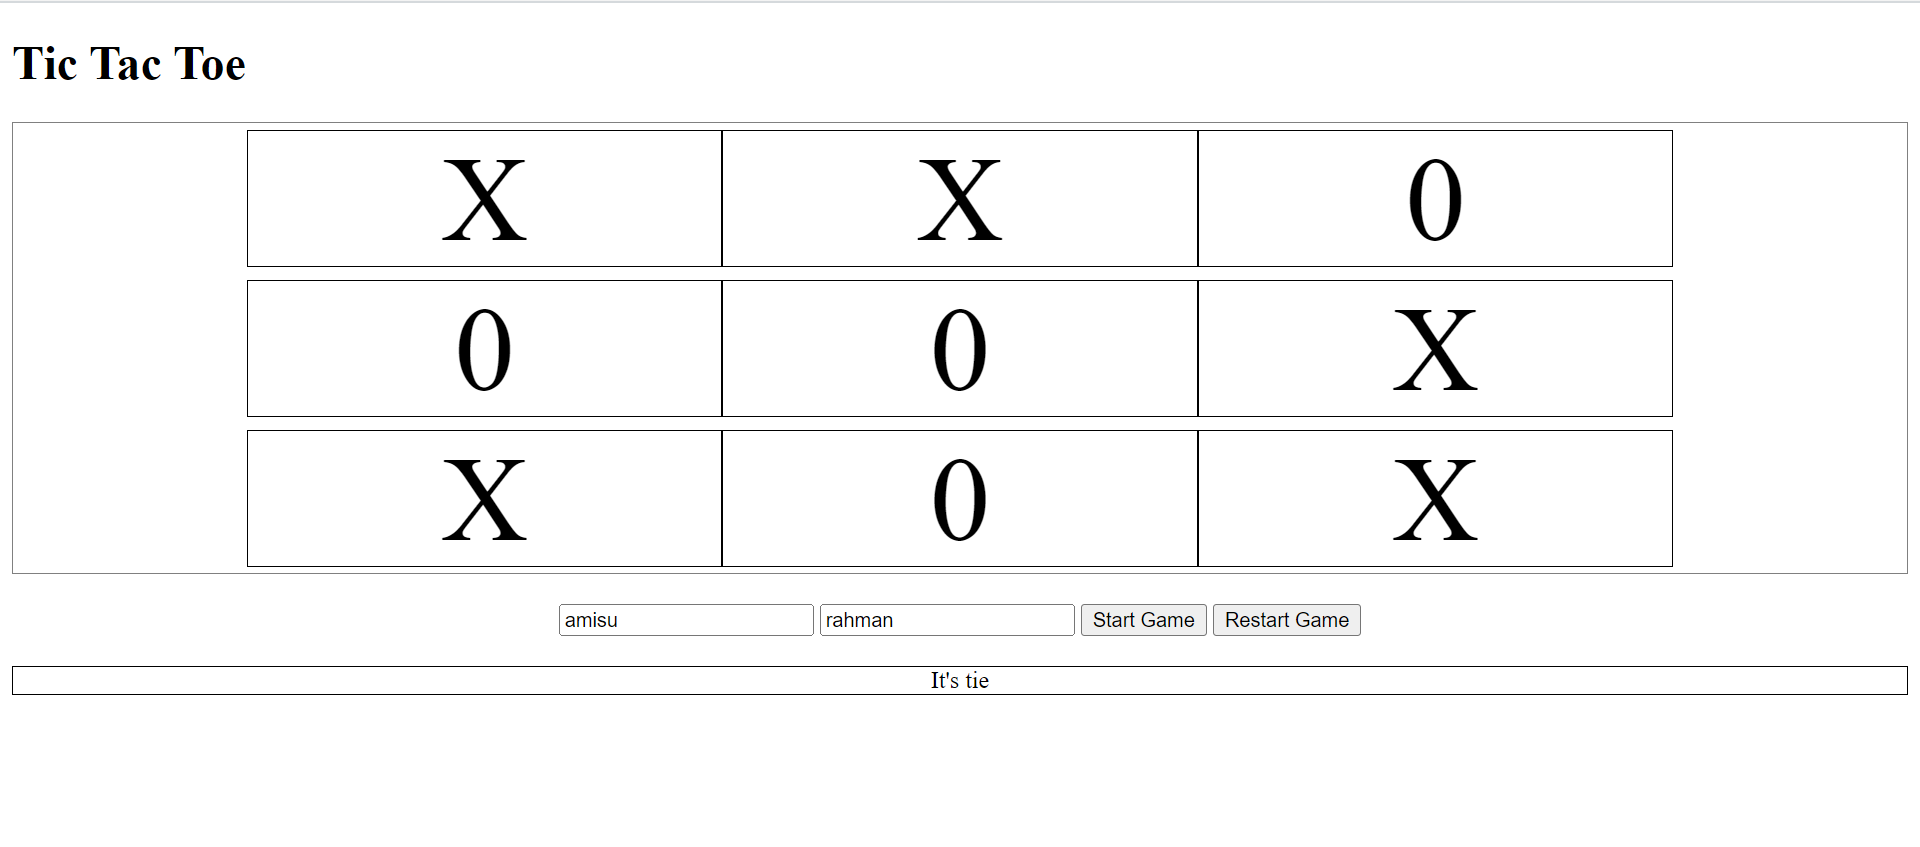 Tic Tac Toe
X X 0
0 0 X
X 0 X
amisu rahman Start Game Restart Game
It's tie